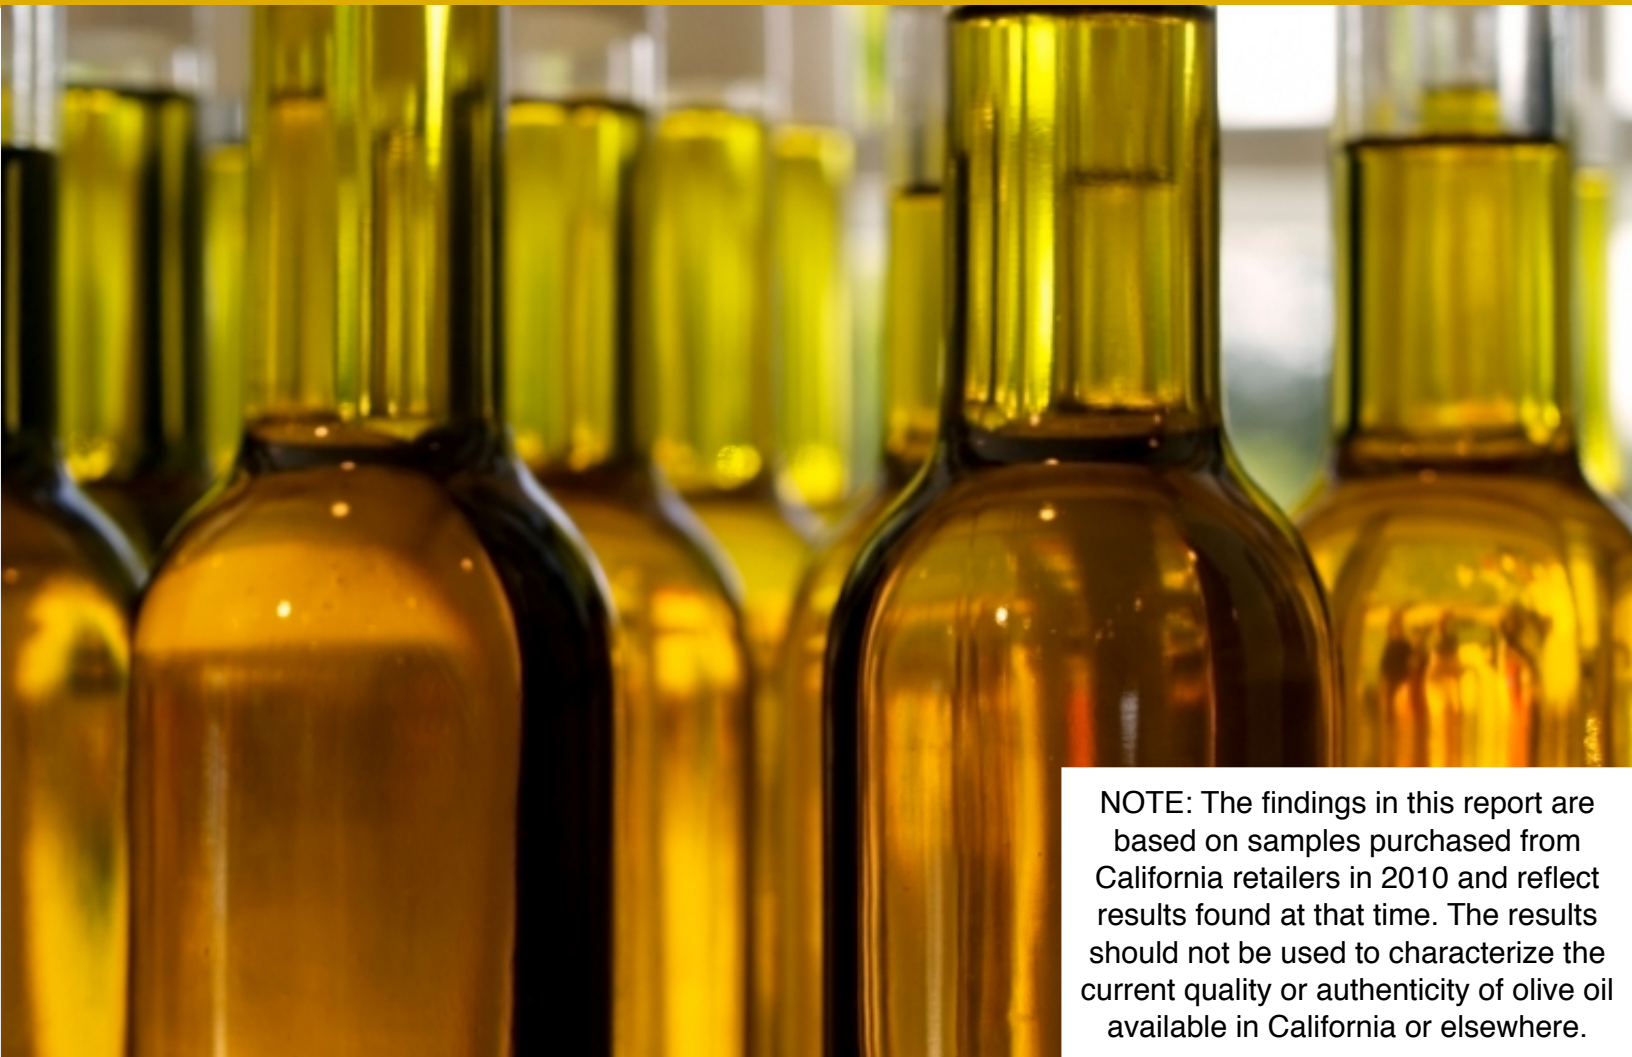 NOTE: The findings in this report are
based on samples purchased from
California retailers in 2010 and reflect
results found at that time. The results
should not be used to characterize the
current quality or authenticity of olive oil
available in California or elsewhere.